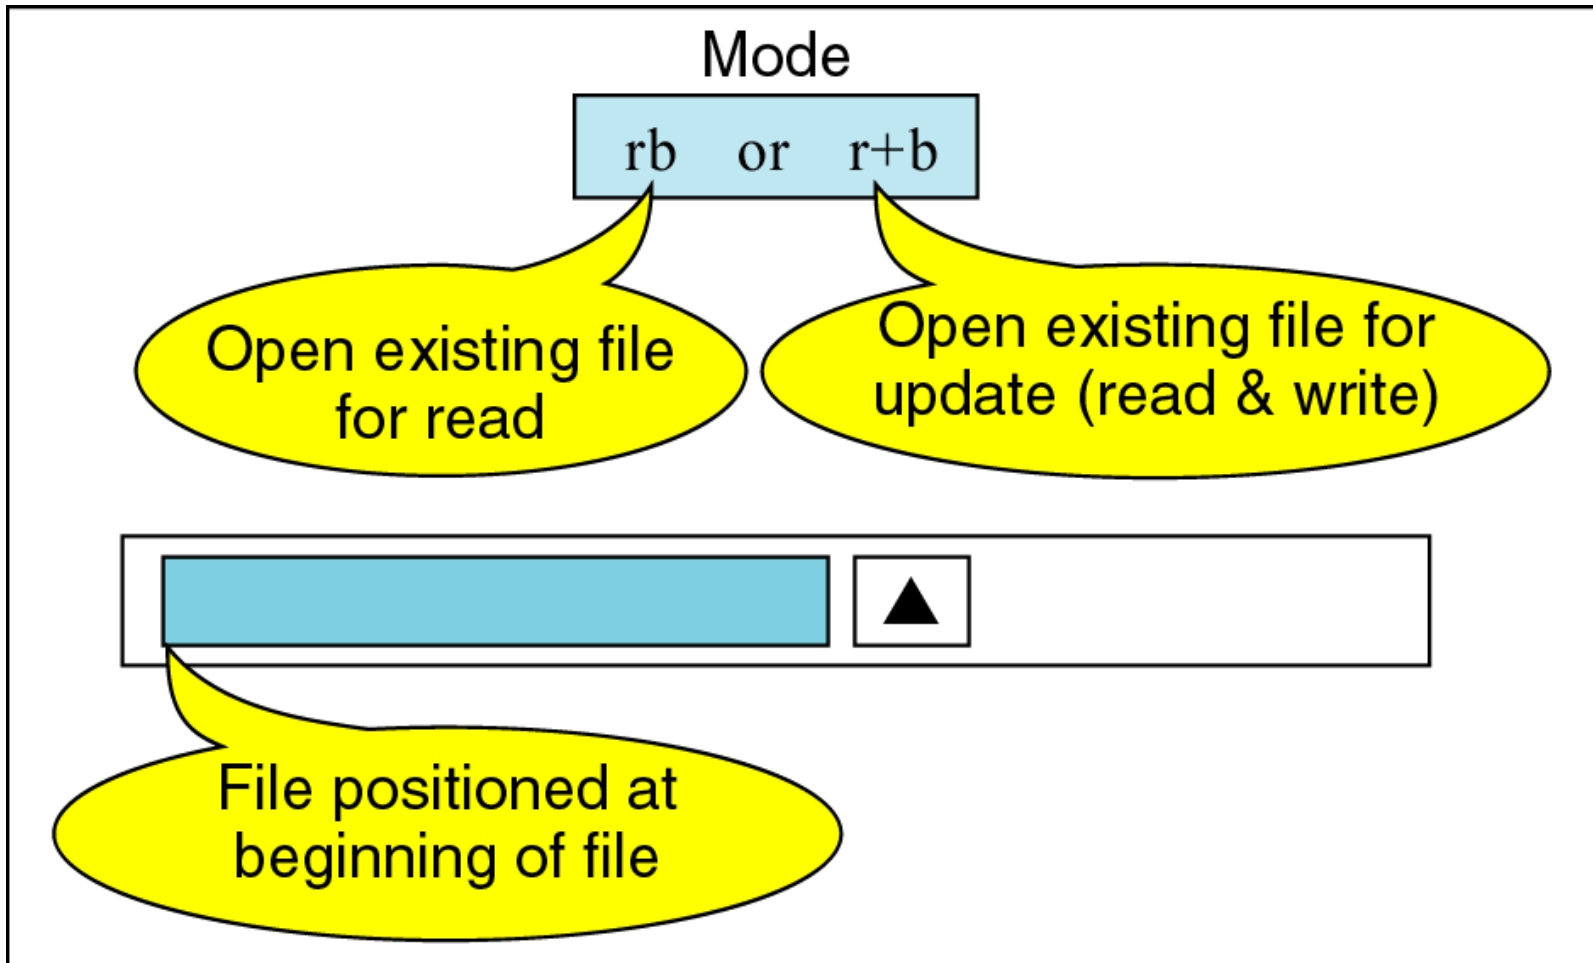 Mode
rb or r+b
Open existing file
for read
Open existing file for
update (read & write)
File positioned at
beginning of file